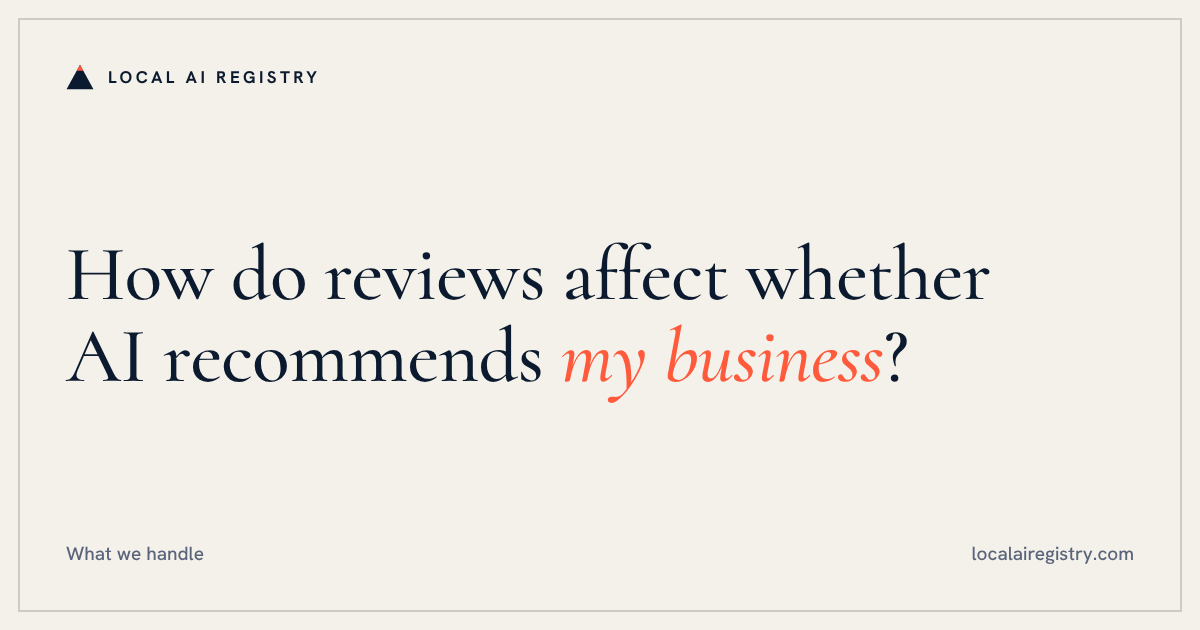 LOCAL AI REGISTRY
How do reviews affect whether
AI recommends my business?
What we handle
localairegistry.com